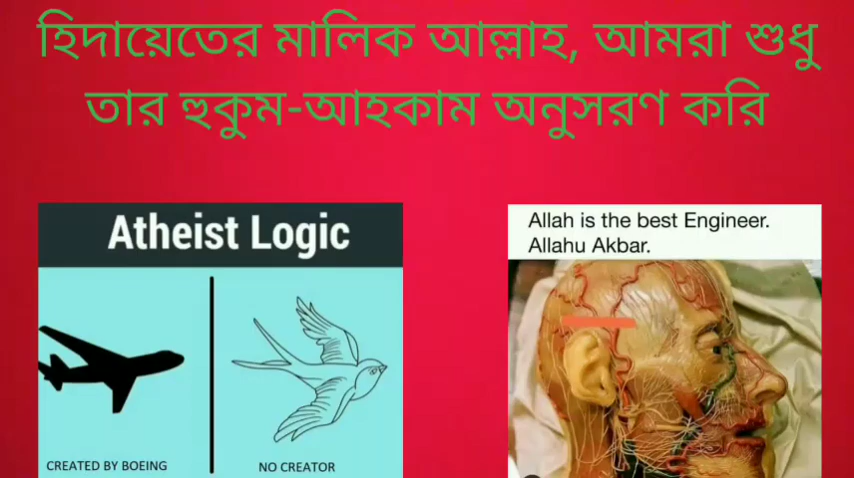 হিদায়েতের মালিক আল্লাহ, আমরা শুধু
তার হুকুম-আহকাম অনুসরণ করি
Atheist Logic
CREATED BY BOEING
NO CREATOR
Allah is the best Engineer.
Allahu Akbar.